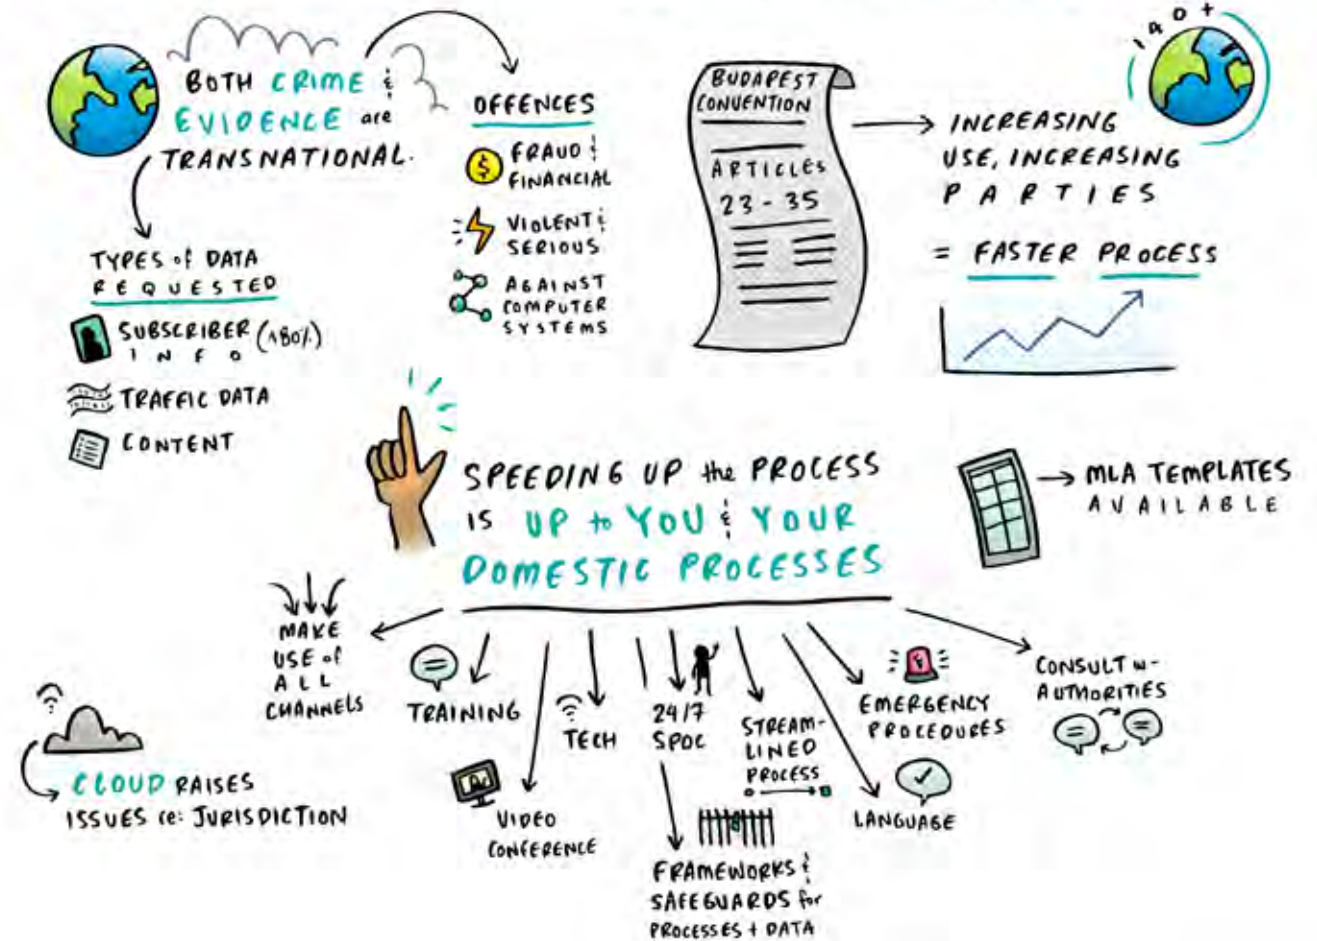 BOTH CRIME &
EVIDENCE are
TRANSNATIONAL.
OFFENCES
$
FRAUD &
FINANCIAL
VIOLENT &
SERIOUS
AGAINST
COMPUTER
SYSTEMS
TYPES of DATA
REQUESTED
SUBSCRIBER (~80%)
INFO
TRAFFIC DATA
CONTENT
BUDAPEST
CONVENTION
ARTICLES
23 - 35
140+
INCREASING
USE, INCREASING
PARTIES
= FASTER PROCESS
SPEEDING UP the PROCESS
IS UP to YOU & YOUR
DOMESTIC PROCESSES
MLA TEMPLATES
AVAILABLE
MAKE
USE of
ALL
CHANNELS
TRAINING
VIDEO
CONFERENCE
TECH
24/7
SPOC
FRAMEWORKS &
SAFEGUARDS for
PROCESSES + DATA
STREAM-
LINED
PROCESS
LANGUAGE
EMERGENCY
PROCEDURES
CONSULT w-
AUTHORITIES
CLOUD RAISES
ISSUES re: JURISDICTION